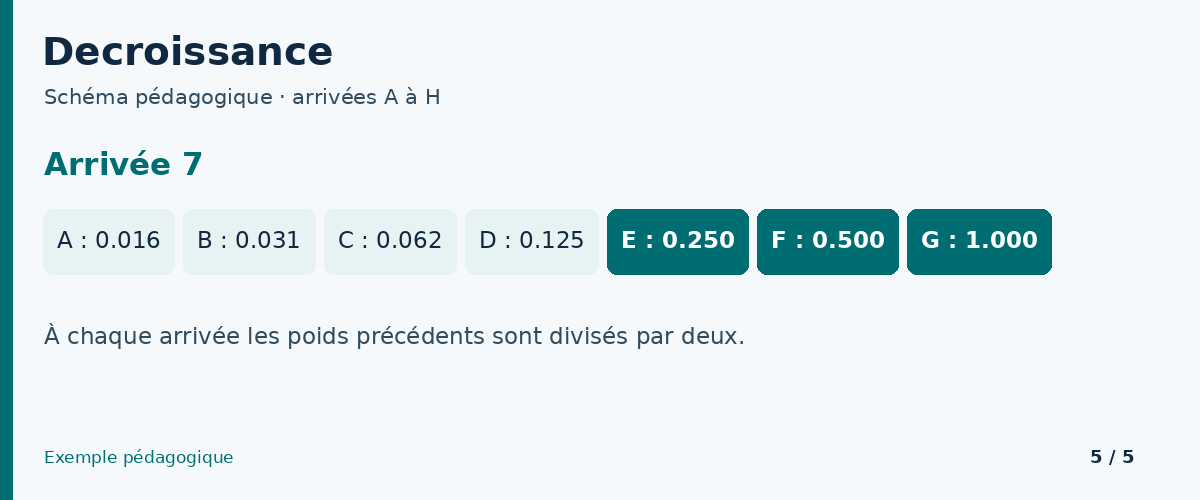 Decroissance
Schéma pédagogique · arrivées A à H
Arrivée 7
A : 0.016 B : 0.031 C : 0.062 D : 0.125 E : 0.250 F : 0.500 G : 1.000
À chaque arrivée les poids précédents sont divisés par deux.
Exemple pédagogique 5 / 5